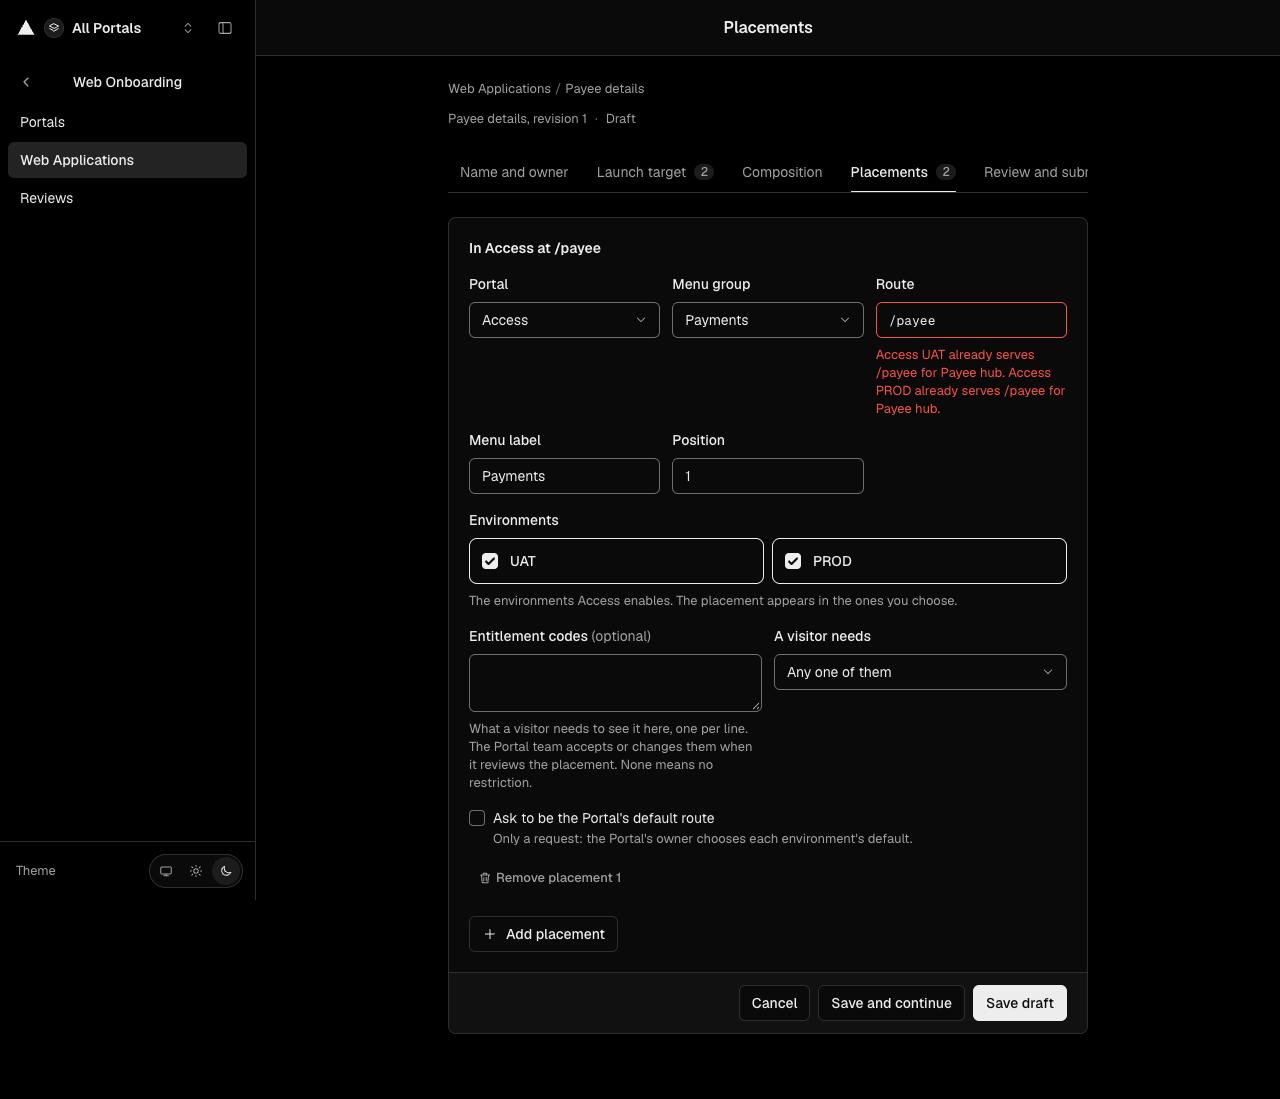 All Portals
Placements
Web Onboarding
Portals
Web Applications
Reviews
Theme
Web Applications / Payee details
Payee details, revision 1 · Draft
Name and owner
Launch target 2
Composition
Placements 2
Review and subr
In Access at /payee
Portal
Menu group
Route
Access
Payments
/payee
Access UAT already serves
/payee for Payee hub. Access
PROD already serves /payee for
Payee hub.
Menu label
Position
Payments
1
Environments
UAT
PROD
The environments Access enables. The placement appears in the ones you choose.
Entitlement codes (optional)
A visitor needs
Any one of them
What a visitor needs to see it here, one per line.
The Portal team accepts or changes them when
it reviews the placement. None means no
restriction.
Ask to be the Portal's default route
Only a request: the Portal's owner chooses each environment's default.
Remove placement 1
Add placement
Cancel
Save and continue
Save draft